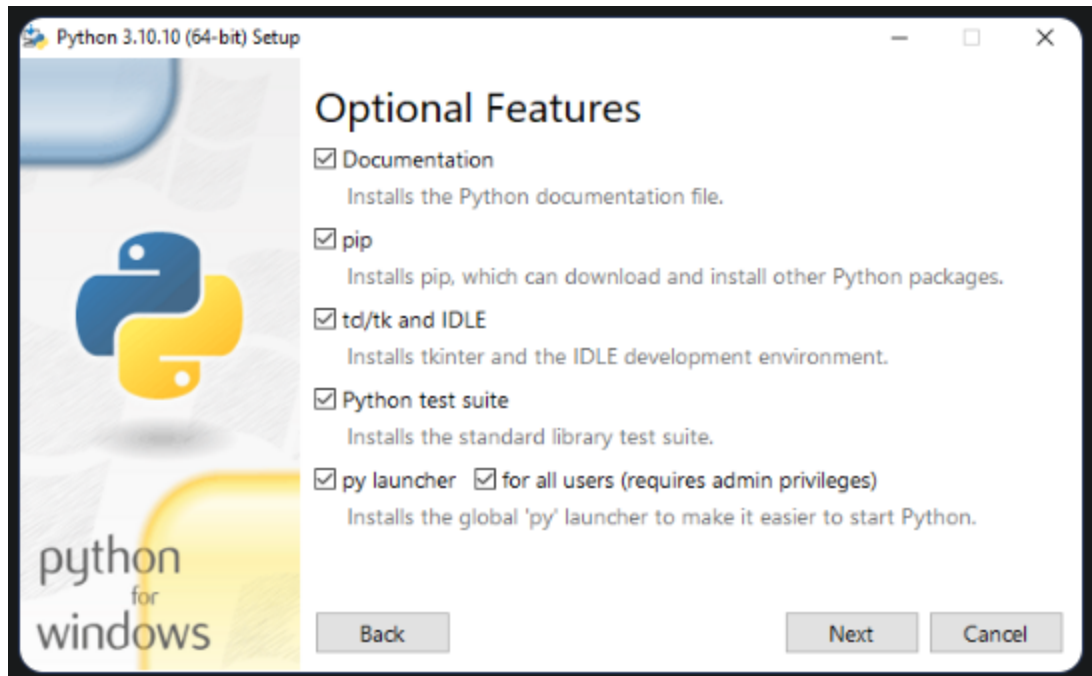 Python 3.10.10 (64-bit) Setup
Optional Features
Documentation
Installs the Python documentation file.
pip
Installs pip, which can download and install other Python packages.
tcl/tk and IDLE
Installs tkinter and the IDLE development environment.
Python test suite
Installs the standard library test suite.
py launcher for all users (requires admin privileges)
Installs the global 'py' launcher to make it easier to start Python.
python
for
windows
Back Next Cancel